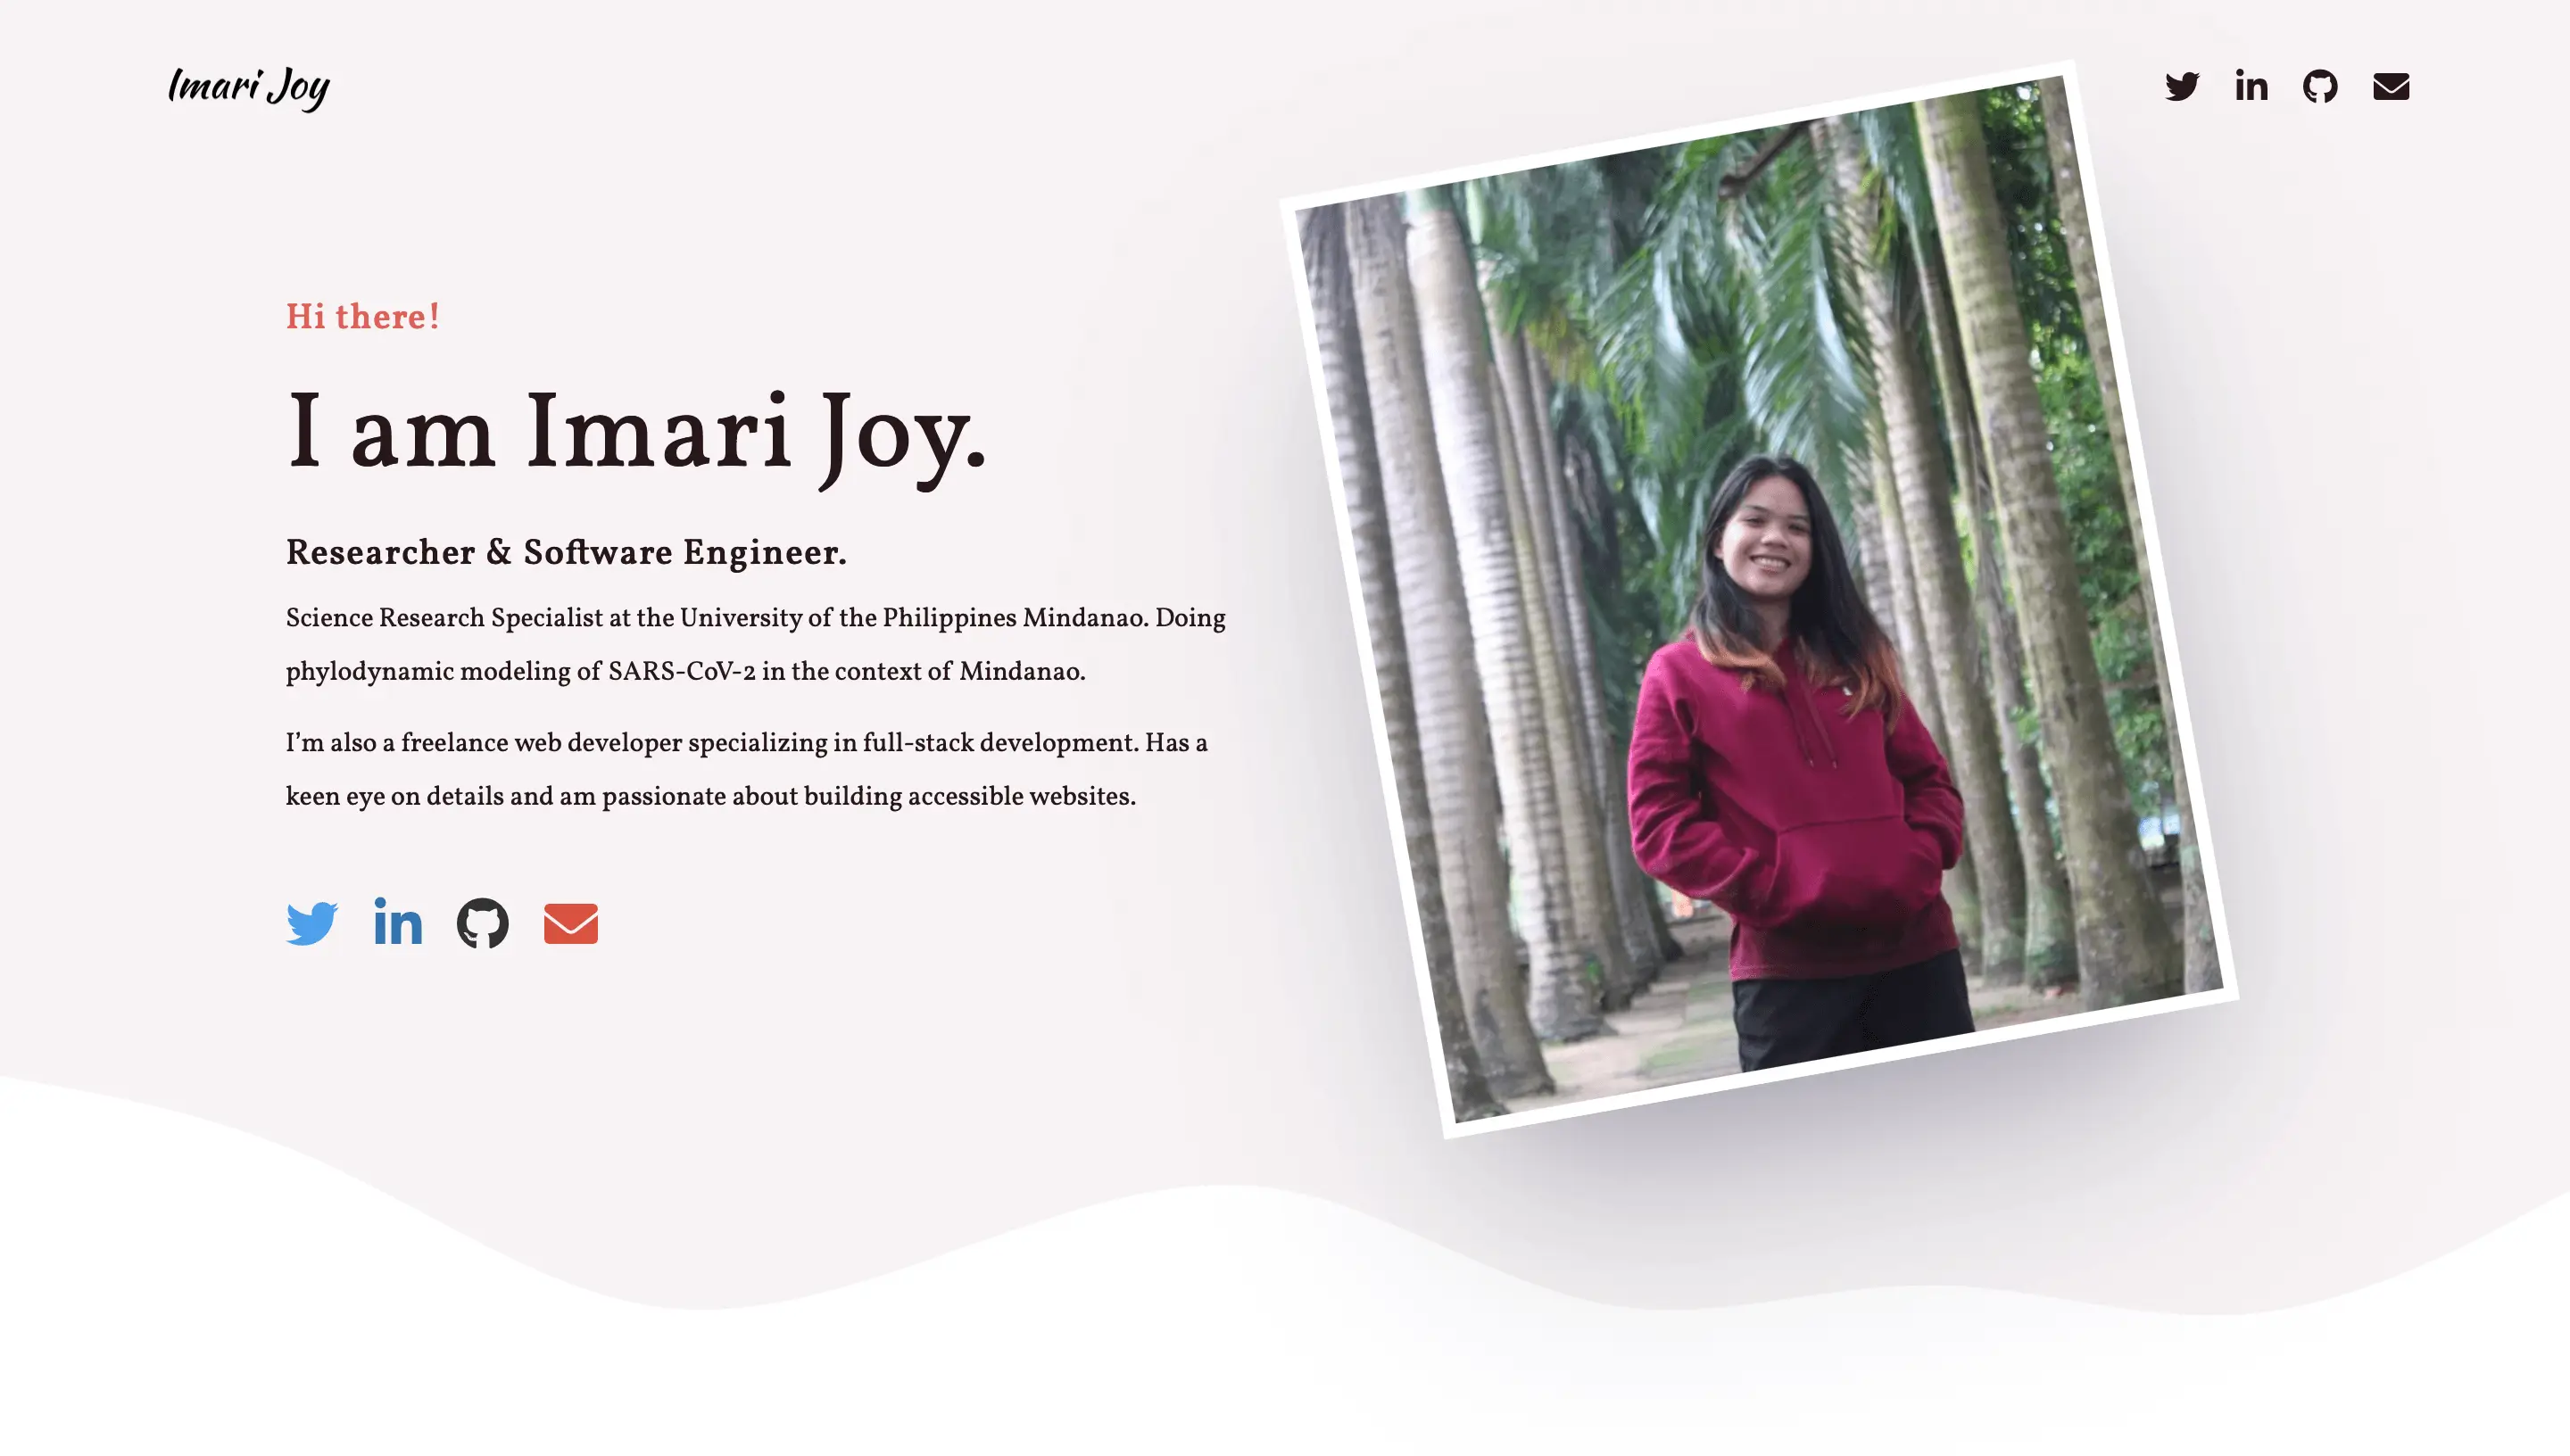 Imari Joy
Hi there!
I am Imari Joy.
Researcher & Software Engineer.
Science Research Specialist at the University of the Philippines Mindanao. Doing
phylodynamic modeling of SARS-CoV-2 in the context of Mindanao.
I’m also a freelance web developer specializing in full-stack development. Has a
keen eye on details and am passionate about building accessible websites.